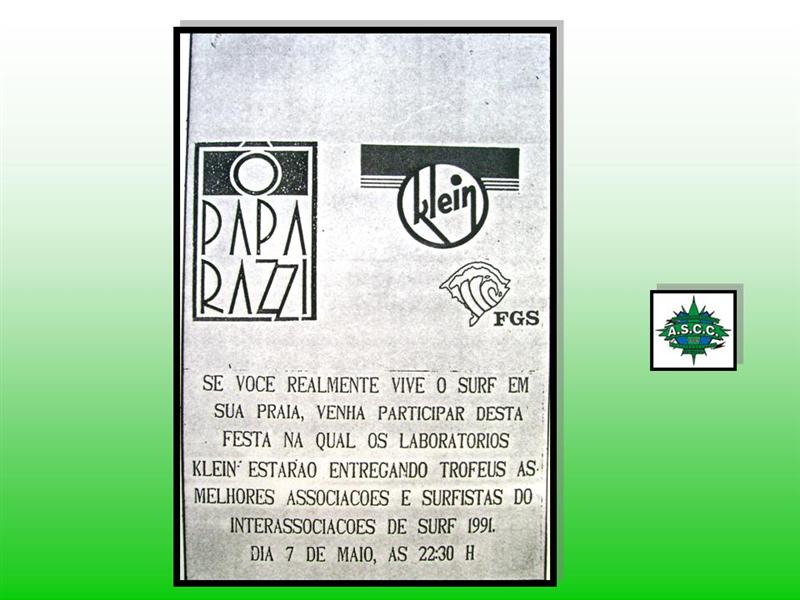 PAPA
RAZZI
klein
FGS
A.S.C.C.
SE VOCE REALMENTE VIVE O SURF EM
SUA PRAIA, VENHA PARTICIPAR DESTA
FESTA NA QUAL OS LABORATORIOS
KLEIN ESTARAO ENTREGANDO TROFEUS AS
MELHORES ASSOCIACOES E SURFISTAS DO
INTERASSOCIACOES DE SURF 1991.
DIA 7 DE MAIO, AS 22:30 H